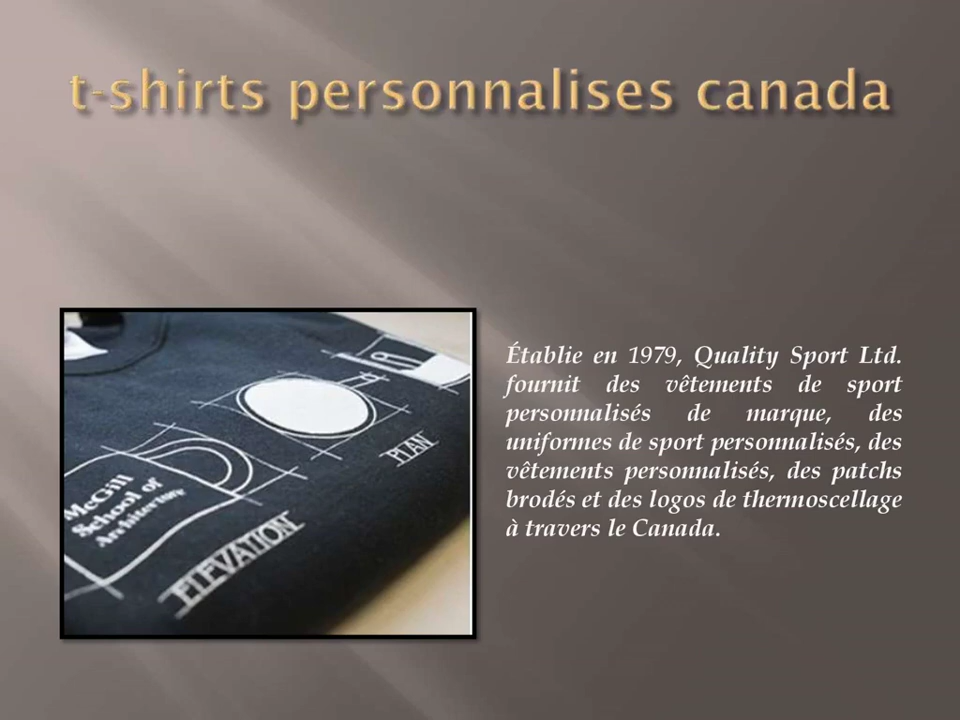 t-shirts personnalises canada
Établie en 1979, Quality Sport Ltd.
fournit des vêtements de sport
personnalisés de marque, des
uniformes de sport personnalisés, des
vêtements personnalisés, des patchs
brodés et des logos de thermoscellage
à travers le Canada.
PLAN
McGill
School of
Architecture
ELEVATION